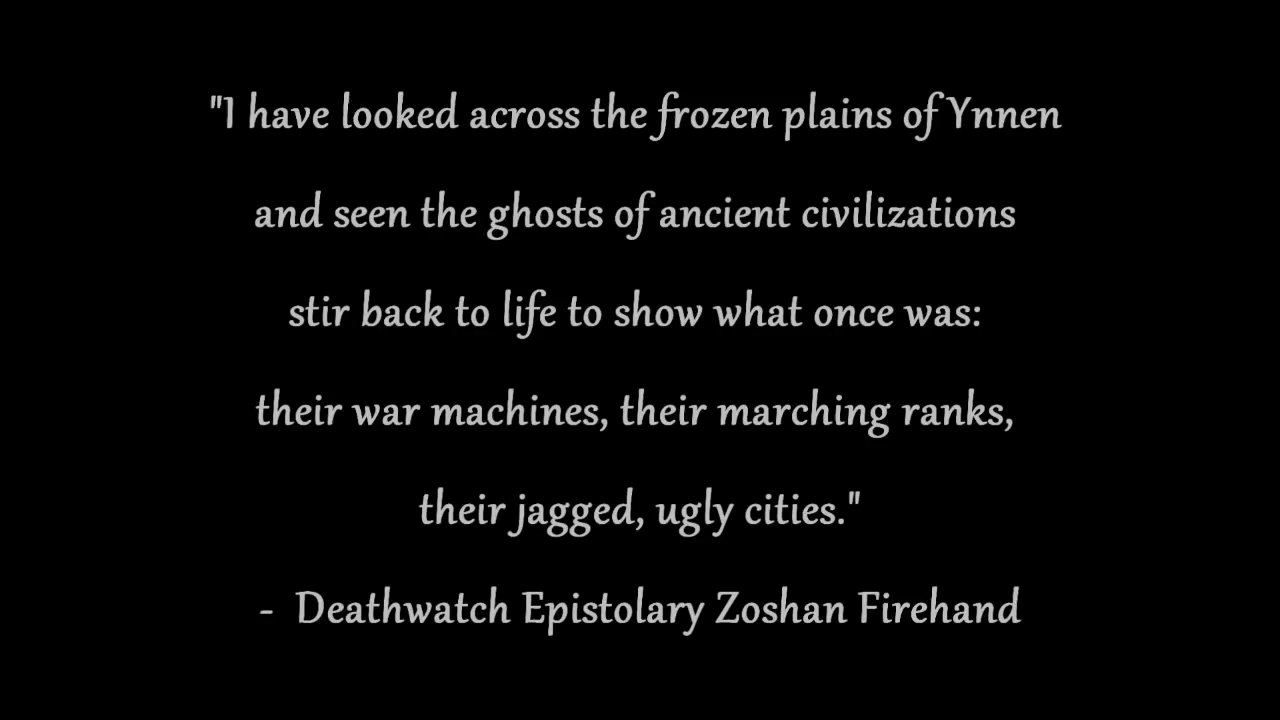 "I have looked across the frozen plains of Ynnen
and seen the ghosts of ancient civilizations
stir back to life to show what once was:
their war machines, their marching ranks,
their jagged, ugly cities."
- Deathwatch Epistolary Zoshan Firehand